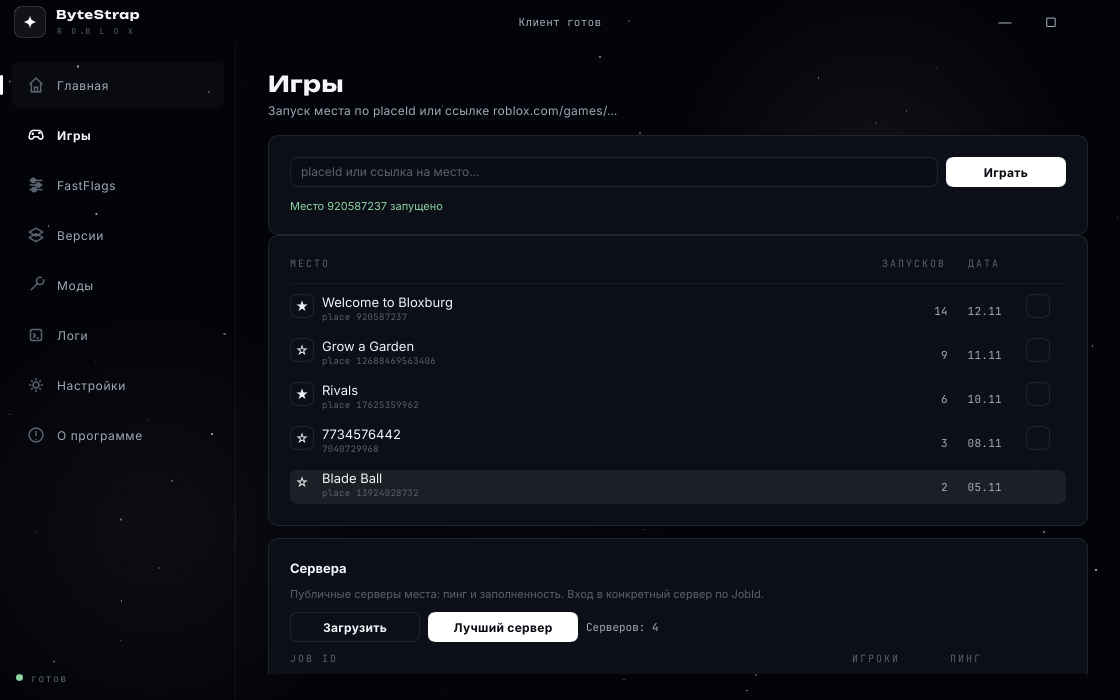 ByteStrap
ROBLOX
Клиент готов
Главная
Игры
FastFlags
Версии
Моды
Логи
Настройки
О программе
готов
Игры
Запуск места по placeId или ссылке roblox.com/games/...
placeId или ссылка на место...
Играть
Место 920587237 запущено
МЕСТО ЗАПУСКОВ ДАТА
Welcome to Bloxburg
place 920587237
14 12.11
Grow a Garden
place 12688469563406
9 11.11
Rivals
place 17625359962
6 10.11
7734576442
7040729968
3 08.11
Blade Ball
place 13924028732
2 05.11
Сервера
Публичные серверы места: пинг и заполненность. Вход в конкретный сервер по JobId.
Загрузить
Лучший сервер
Серверов: 4
JOB ID ИГРОКИ ПИНГ